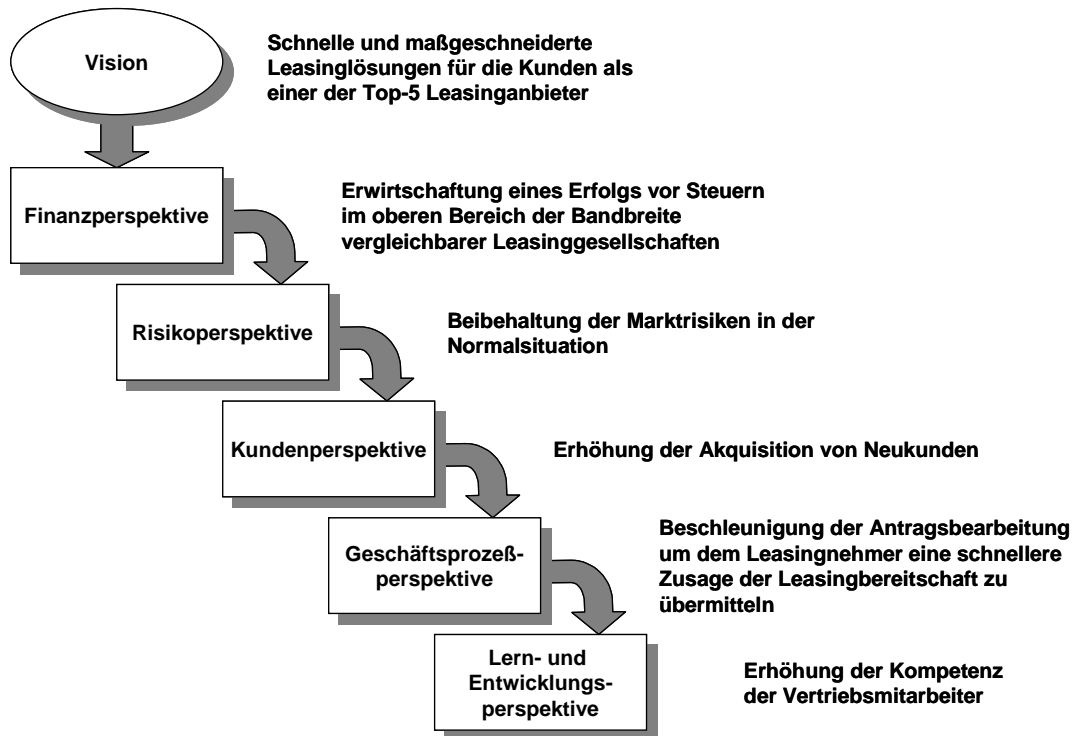 Vision
Schnelle und maßgeschneiderte
Leasinglösungen für die Kunden als
einer der Top-5 Leasinganbieter
Finanzperspektive
Erwirtschaftung eines Erfolgs vor Steuern
im oberen Bereich der Bandbreite
vergleichbarer Leasinggesellschaften
Risikoperspektive
Beibehaltung der Marktrisiken in der
Normalsituation
Kundenperspektive
Erhöhung der Akquisition von Neukunden
Geschäftsprozeß-
perspektive
Beschleunigung der Antragsbearbeitung
um dem Leasingnehmer eine schnellere
Zusage der Leasingbereitschaft zu
übermitteln
Lern- und
Entwicklungs-
perspektive
Erhöhung der Kompetenz
der Vertriebsmitarbeiter